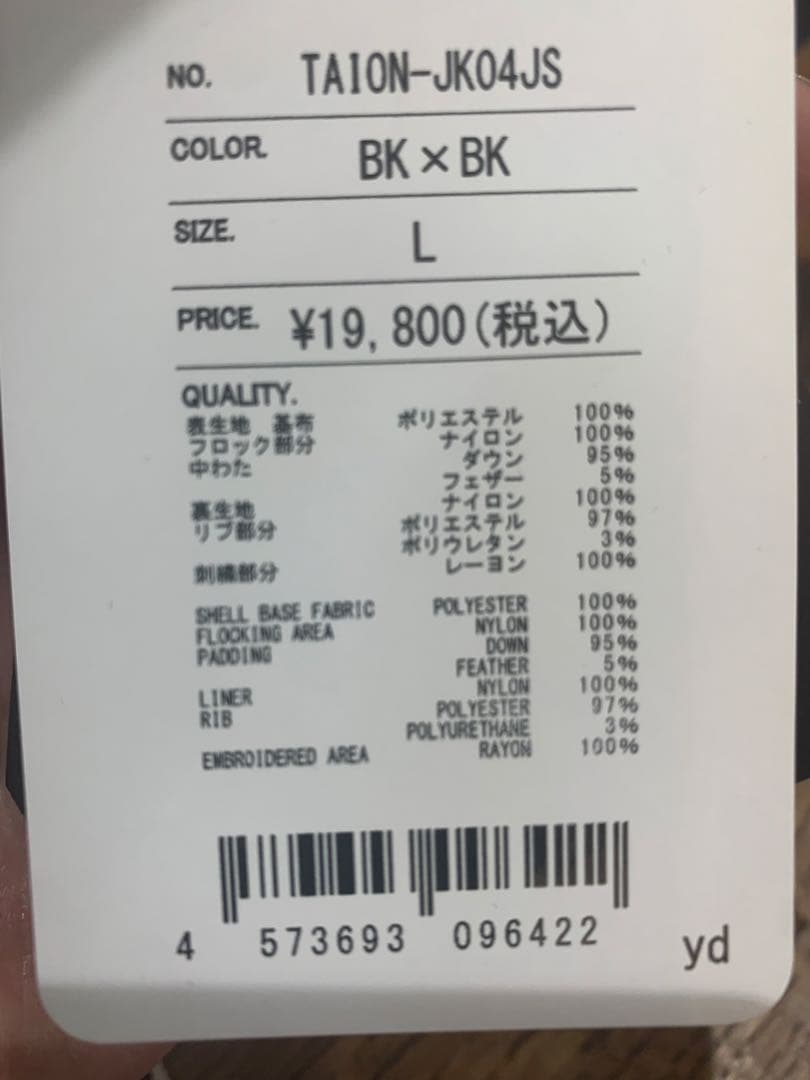 NO. TAION-JK04JS
COLOR. BK×BK
SIZE. L
PRICE. ¥19,800(税込)
QUALITY.
表生地 基布 ポリエステル 100%
フロック部分 ナイロン 100%
中わた ダウン 95%
フェザー 5%
裏生地 ナイロン 100%
リブ部分 ポリエステル 97%
ポリウレタン 3%
刺繍部分 レーヨン 100%
SHELL BASE FABRIC POLYESTER 100%
FLOCKING AREA NYLON 100%
PADDING DOWN 95%
FEATHER 5%
LINER NYLON 100%
RIB POLYESTER 97%
POLYURETHANE 3%
EMBROIDERED AREA RAYON 100%
4 573693 096422 yd